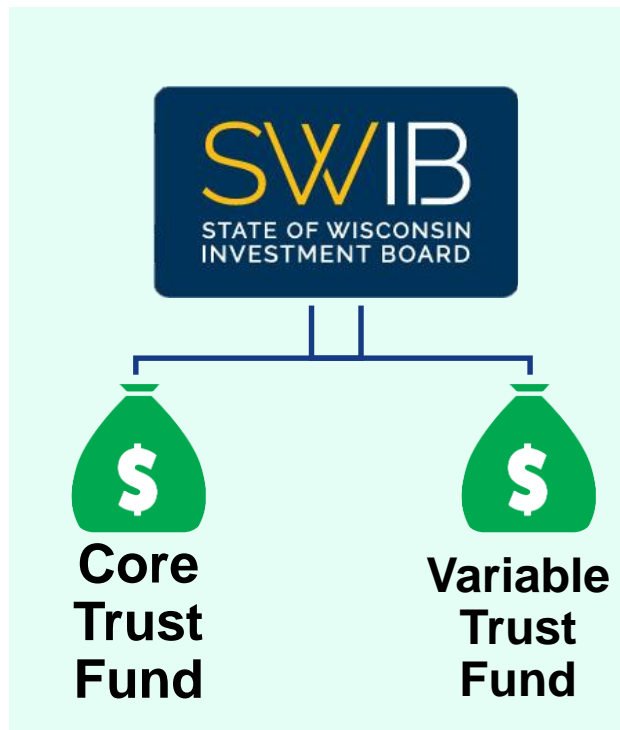 SWIB
STATE OF WISCONSIN
INVESTMENT BOARD
$
$
Core
Trust
Fund
Variable
Trust
Fund